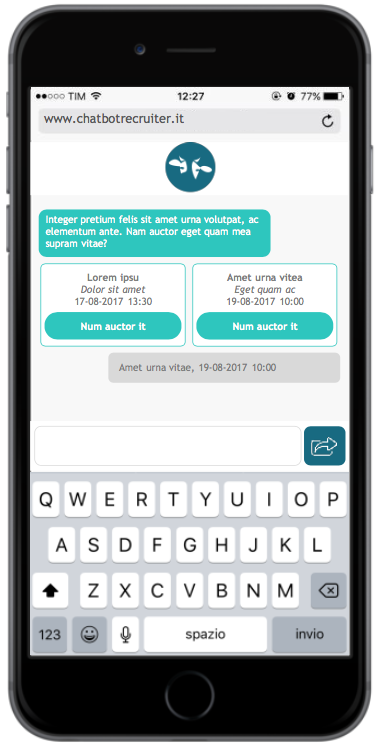 TIM 12:27 77%
www.chatbotrecruiter.it
Integer pretium felis sit amet urna volutpat, ac
elementum ante. Nam auctor eget quam mea
supram vitae?
Lorem ipsu
Dolor sit amet
17-08-2017 13:30
Num auctor it
Amet urna vitea
Eget quam ac
19-08-2017 10:00
Num auctor it
Amet urna vitae, 19-08-2017 10:00
Q W E R T Y U I O P
A S D F G H J K L
Z X C V B N M
123 spazio invio